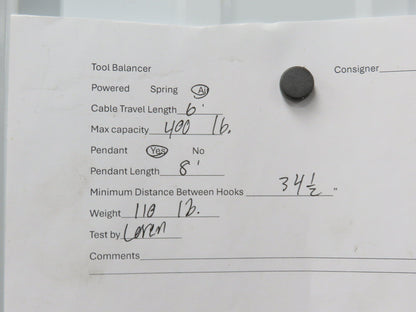 Tool Balancer
Consigner
Powered Spring Air
Cable Travel Length 6'
Max capacity 400 lb.
Pendant Yes No
Pendant Length 8'
Minimum Distance Between Hooks 34 1/2 "
Weight 110 lb.
Test by Loren
Comments